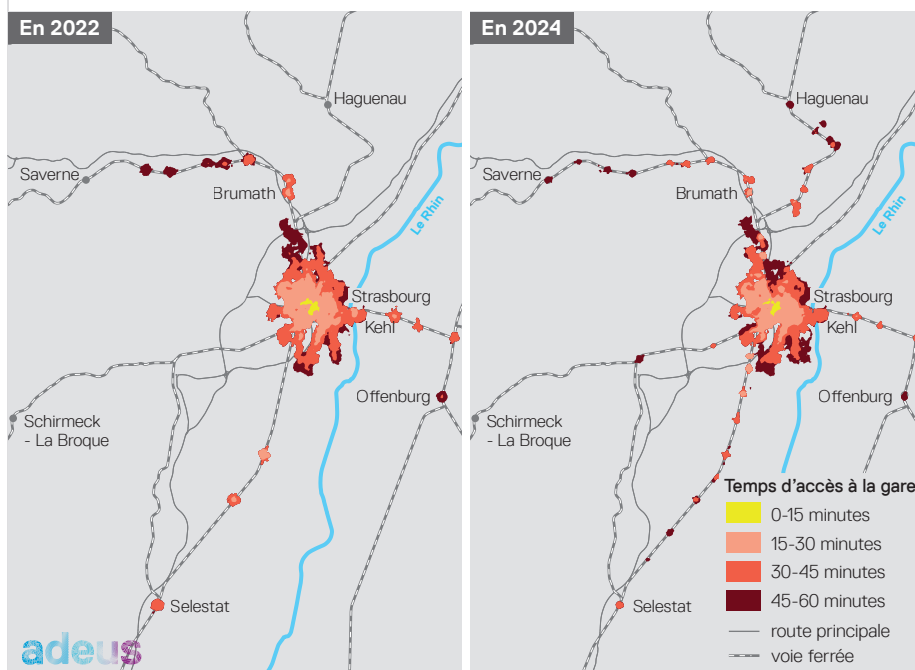 En 2022
Haguenau
Saverne
Brumath
Le Rhin
Strasbourg
Kehl
Offenburg
Schirmeck
- La Broque
Selestat
adeus
En 2024
Haguenau
Saverne
Brumath
Le Rhin
Strasbourg
Kehl
Offenburg
Schirmeck
- La Broque
Selestat
Temps d'accès à la gare
0-15 minutes
15-30 minutes
30-45 minutes
45-60 minutes
route principale
voie ferrée